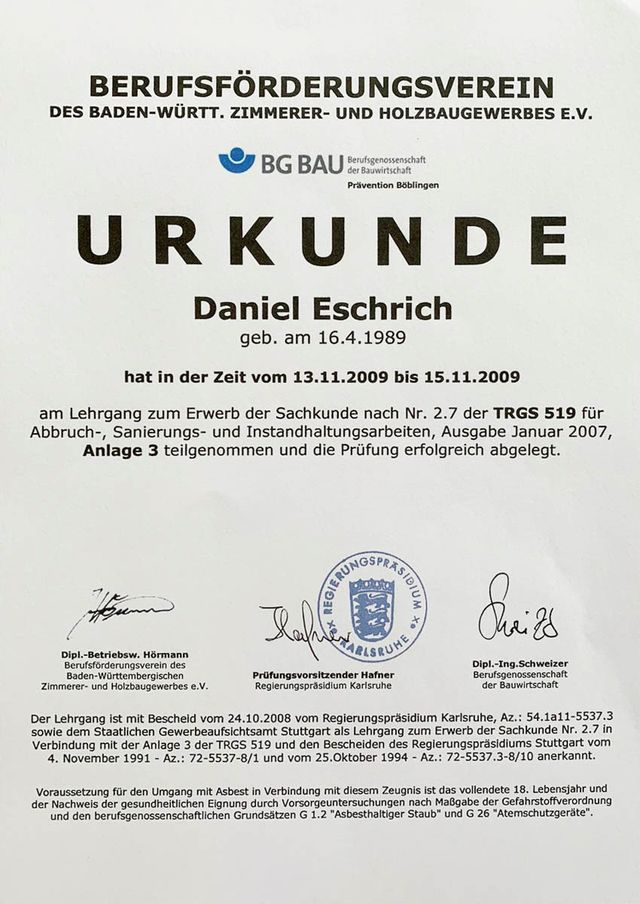 BERUFSFÖRDERUNGSVEREIN
DES BADEN-WÜRTT. ZIMMERER- UND HOLZBAUGEWERBES E.V.
BG BAU Berufsgenossenschaft
der Bauwirtschaft
Prävention Böblingen
URKUNDE
Daniel Eschrich
geb. am 16.4.1989
hat in der Zeit vom 13.11.2009 bis 15.11.2009
am Lehrgang zum Erwerb der Sachkunde nach Nr. 2.7 der TRGS 519 für
Abbruch-, Sanierungs- und Instandhaltungsarbeiten, Ausgabe Januar 2007,
Anlage 3 teilgenommen und die Prüfung erfolgreich abgelegt.
REGIERUNGSPRÄSIDIUM
KARLSRUHE
Dipl.-Betriebsw. Hörmann
Berufsförderungsverein des
Baden-Württembergischen
Zimmerer- und Holzbaugewerbes e.V.
Prüfungsvorsitzender Hafner
Regierungspräsidium Karlsruhe
Dipl.-Ing.Schweizer
Berufsgenossenschaft
der Bauwirtschaft
Der Lehrgang ist mit Bescheid vom 24.10.2008 vom Regierungspräsidium Karlsruhe, Az.: 54.1a11-5537.3
sowie dem Staatlichen Gewerbeaufsichtsamt Stuttgart als Lehrgang zum Erwerb der Sachkunde Nr. 2.7 in
Verbindung mit der Anlage 3 der TRGS 519 und den Bescheiden des Regierungspräsidiums Stuttgart vom
4. November 1991 - Az.: 72-5537-8/1 und vom 25.Oktober 1994 - Az.: 72-5537.3-8/10 anerkannt.
Voraussetzung für den Umgang mit Asbest in Verbindung mit diesem Zeugnis ist das vollendete 18. Lebensjahr und
der Nachweis der gesundheitlichen Eignung durch Vorsorgeuntersuchungen nach Maßgabe der Gefahrstoffverordnung
und den berufsgenossenschaftlichen Grundsätzen G 1.2 "Asbesthaltiger Staub" und G 26 "Atemschutzgeräte".